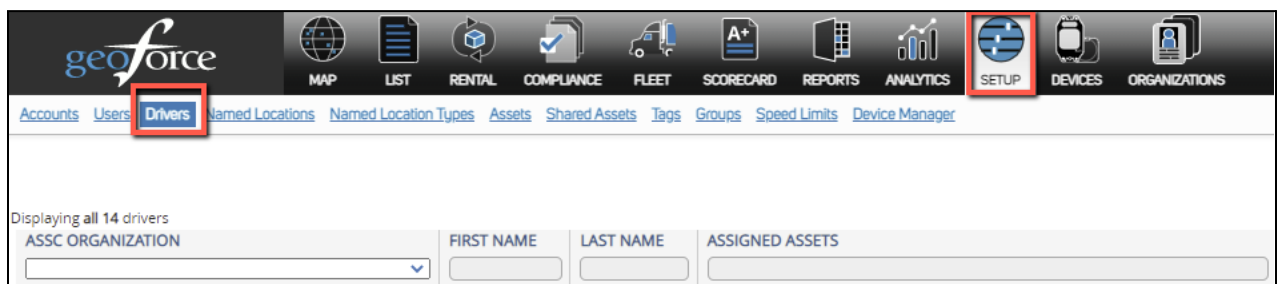 geoforce
MAP LIST RENTAL COMPLIANCE FLEET SCORECARD REPORTS ANALYTICS SETUP DEVICES ORGANIZATIONS
A+
Accounts Users Drivers Named Locations Named Location Types Assets Shared Assets Tags Groups Speed Limits Device Manager
Displaying all 14 drivers
ASSC ORGANIZATION FIRST NAME LAST NAME ASSIGNED ASSETS